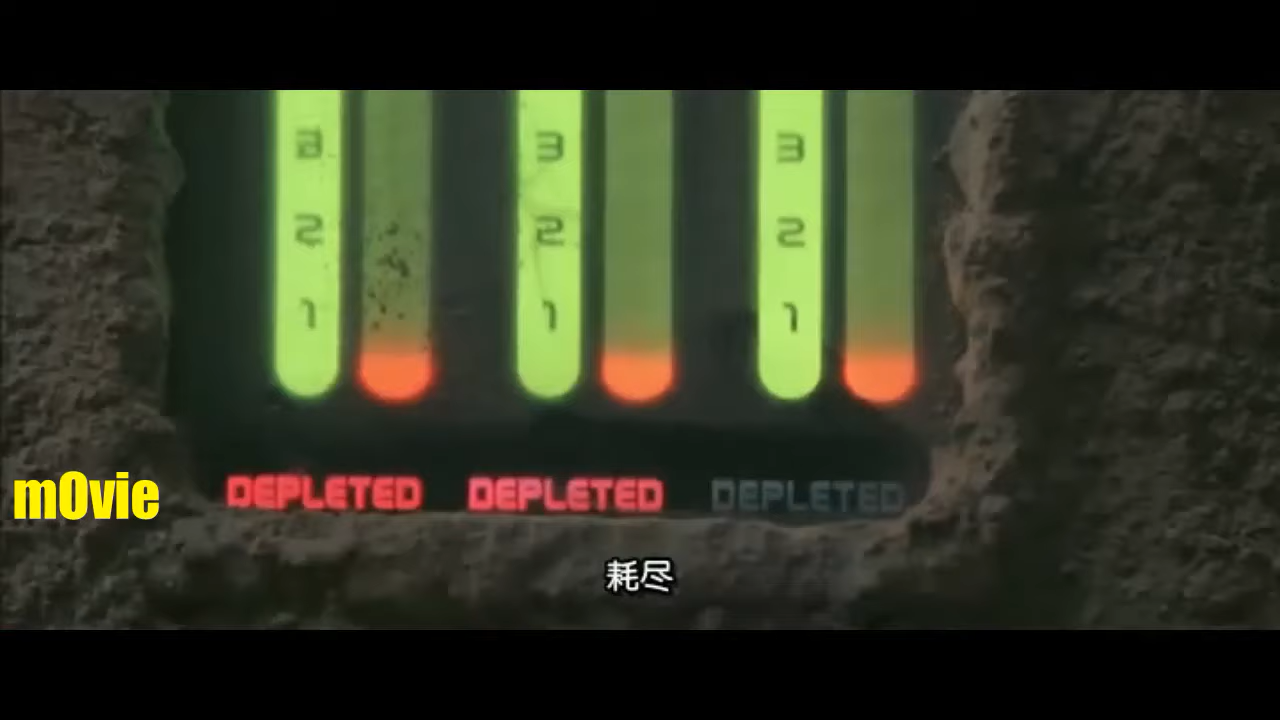 3 3 3
2 2 2
1 1 1
DEPLETED DEPLETED DEPLETED
m0vie
耗尽